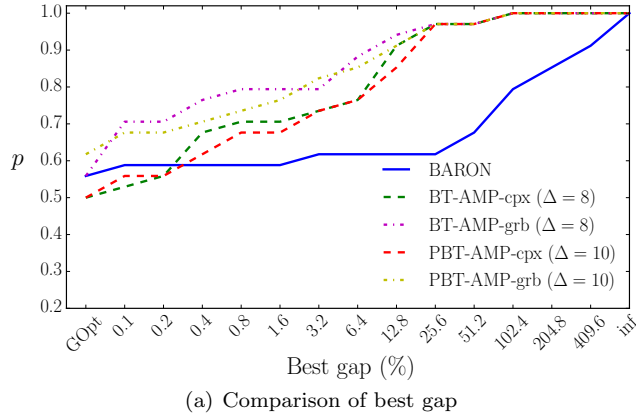 1.0
0.9
0.8
0.7
0.6
0.5
0.4
0.3
0.2
p
BARON
BT-AMP-cpx (Δ = 8)
BT-AMP-grb (Δ = 8)
PBT-AMP-cpx (Δ = 10)
PBT-AMP-grb (Δ = 10)
GOpt 0.1 0.2 0.4 0.8 1.6 3.2 6.4 12.8 25.6 51.2 102.4 204.8 409.6 inf
Best gap (%)
(a) Comparison of best gap